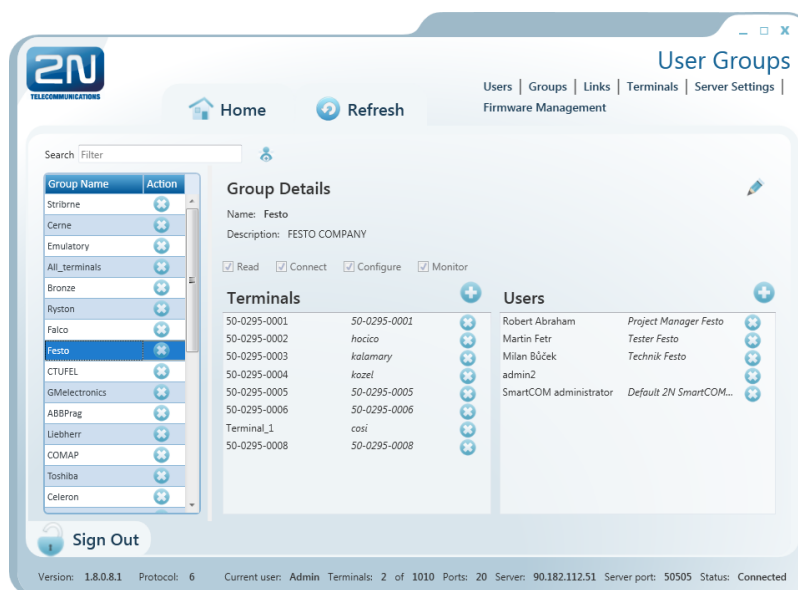 2N
TELECOMMUNICATIONS
Home
Refresh
User Groups
Users | Groups | Links | Terminals | Server Settings |
Firmware Management
Search Filter
Group Name Action
Stribrne
Cerne
Emulatory
All_terminals
Bronze
Ryston
Falco
Festo
CTUFEL
GMelectronics
ABBPrag
Liebherr
COMAP
Toshiba
Celeron
Group Details
Name: Festo
Description: FESTO COMPANY
Read Connect Configure Monitor
Terminals
50-0295-0001 50-0295-0001
50-0295-0002 hocico
50-0295-0003 kalamary
50-0295-0004 kozel
50-0295-0005 50-0295-0005
50-0295-0006 50-0295-0006
Terminal_1 cosi
50-0295-0008 50-0295-0008
Users
Robert Abraham Project Manager Festo
Martin Fetr Tester Festo
Milan Bůček Technik Festo
admin2
SmartCOM administrator Default 2N SmartCOM...
Sign Out
Version: 1.8.0.8.1 Protocol: 6 Current user: Admin Terminals: 2 of 1010 Ports: 20 Server: 90.182.112.51 Server port: 50505 Status: Connected